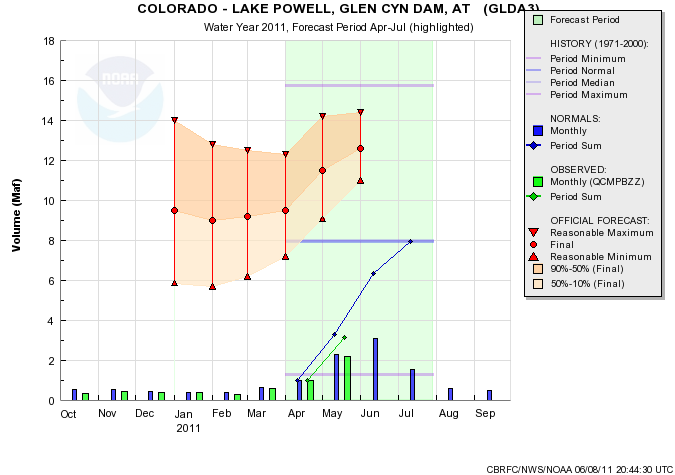 COLORADO - LAKE POWELL, GLEN CYN DAM, AT (GLDA3)
Water Year 2011, Forecast Period Apr-Jul (highlighted)
Forecast Period
HISTORY (1971-2000):
Period Minimum
Period Normal
Period Median
Period Maximum
NORMALS:
Monthly
Period Sum
OBSERVED:
Monthly (QCMPBZZ)
Period Sum
OFFICIAL FORECAST:
Reasonable Maximum
Final
Reasonable Minimum
90%-50% (Final)
50%-10% (Final)
NOAA
Volume (Maf)
18
16
14
12
10
8
6
4
2
0
Oct Nov Dec Jan Feb Mar Apr May Jun Jul Aug Sep
2011
CBRFC/NWS/NOAA 06/08/11 20:44:30 UTC